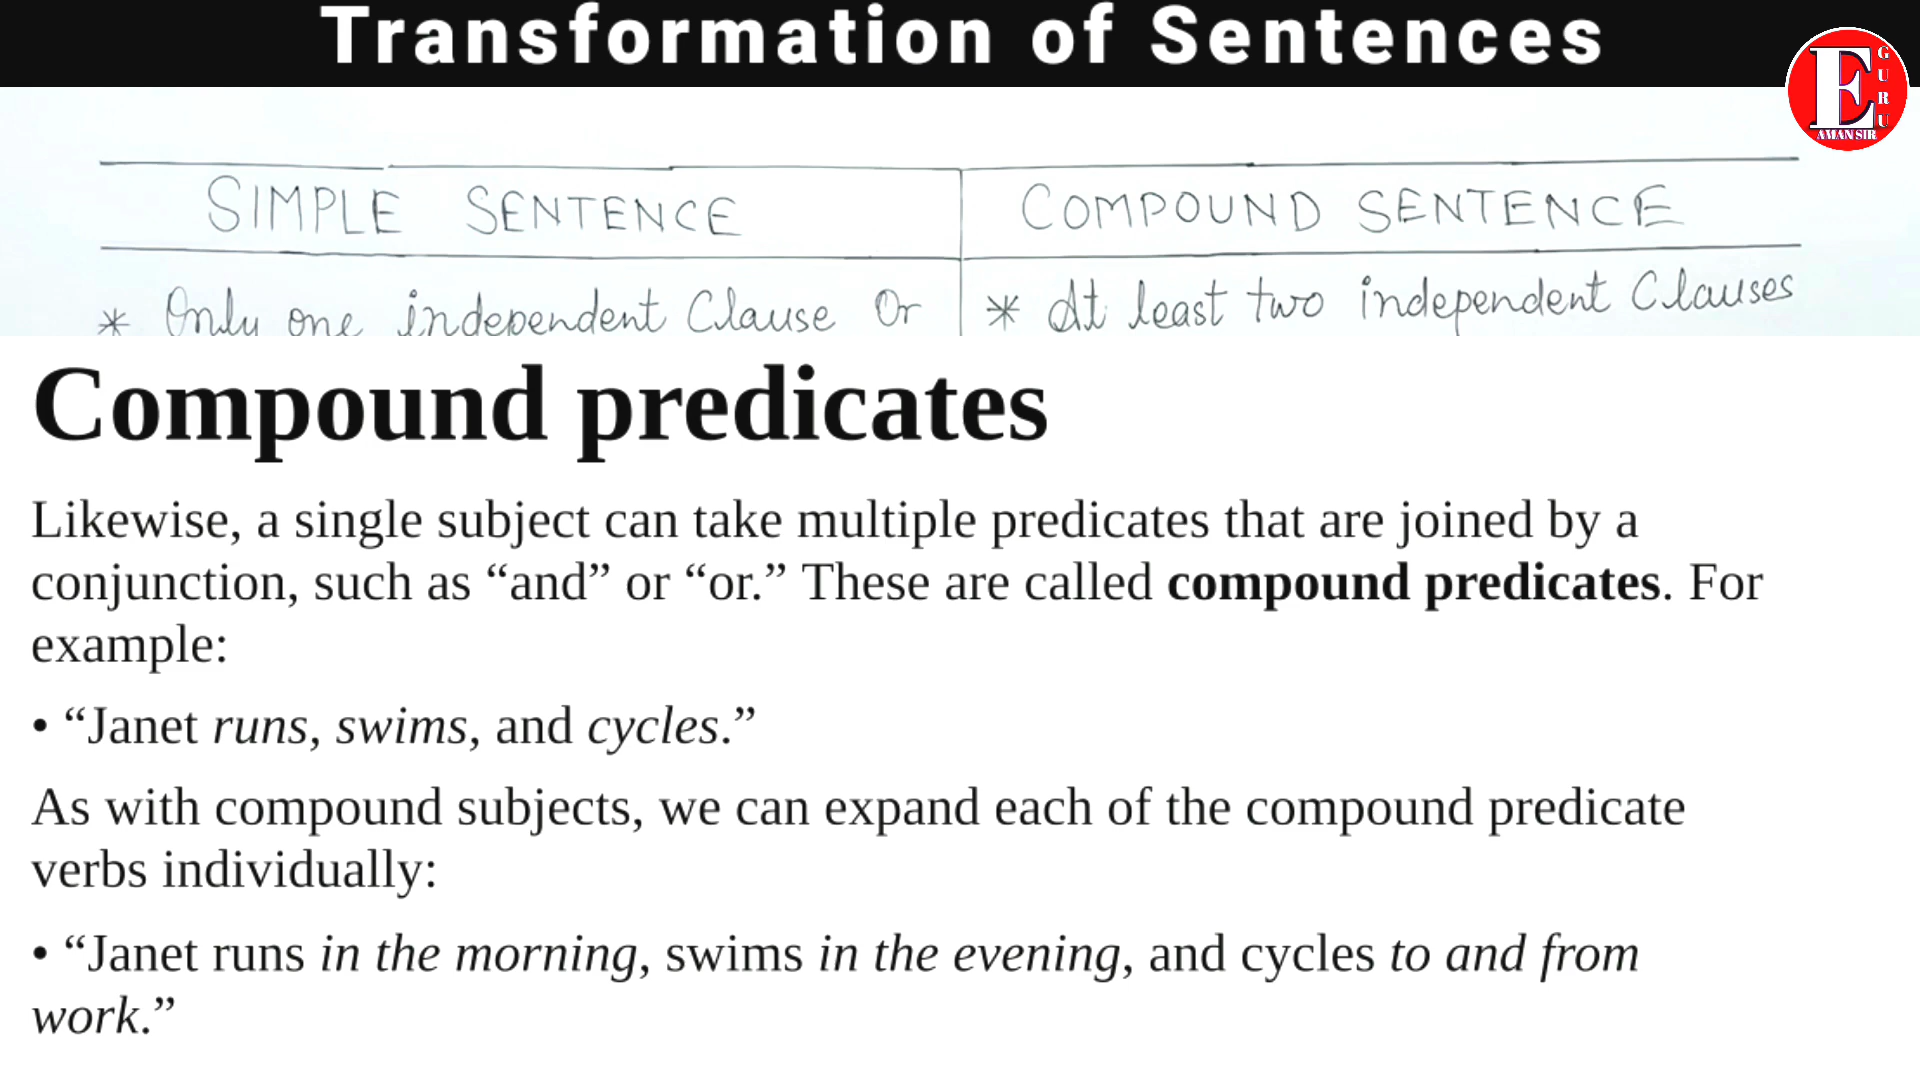 Transformation of Sentences
E
G
U
R
U
AMAN SIR
SIMPLE SENTENCE
COMPOUND SENTENCE
* Only one independent Clause Or
* At least two independent Clauses
Compound predicates
Likewise, a single subject can take multiple predicates that are joined by a
conjunction, such as “and” or “or.” These are called compound predicates. For
example:
• “Janet runs, swims, and cycles.”
As with compound subjects, we can expand each of the compound predicate
verbs individually:
• “Janet runs in the morning, swims in the evening, and cycles to and from
work.”